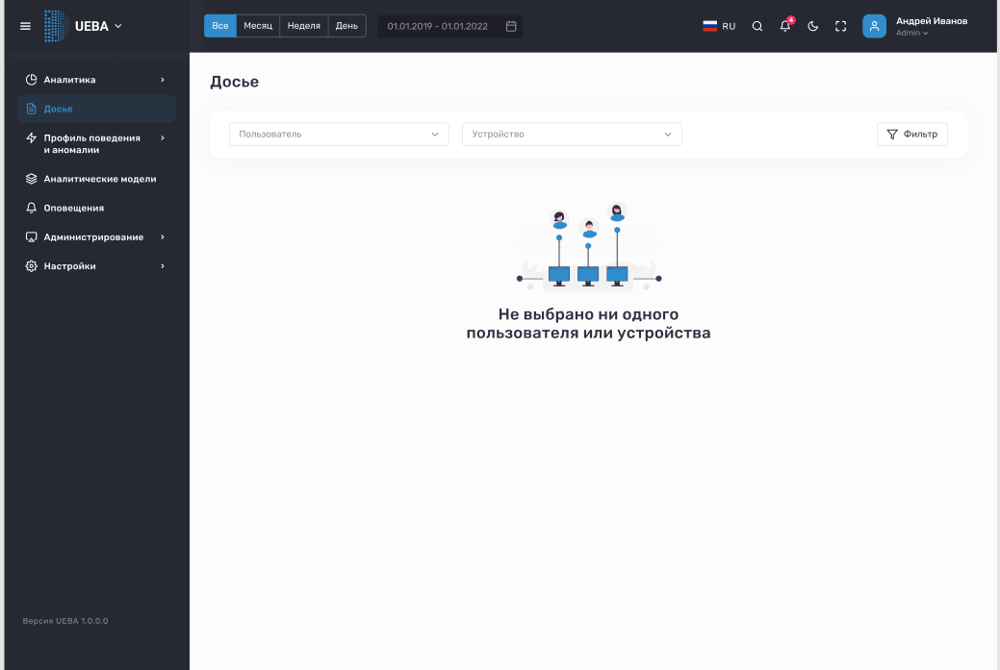 UEBA
Все Месяц Неделя День
01.01.2019 - 01.01.2022
RU
4
Андрей Иванов
Admin
Аналитика
Досье
Профиль поведения
и аномалии
Аналитические модели
Оповещения
Администрирование
Настройки
Версия UEBA 1.0.0.0
Досье
Пользователь
Устройство
Фильтр
Не выбрано ни одного
пользователя или устройства